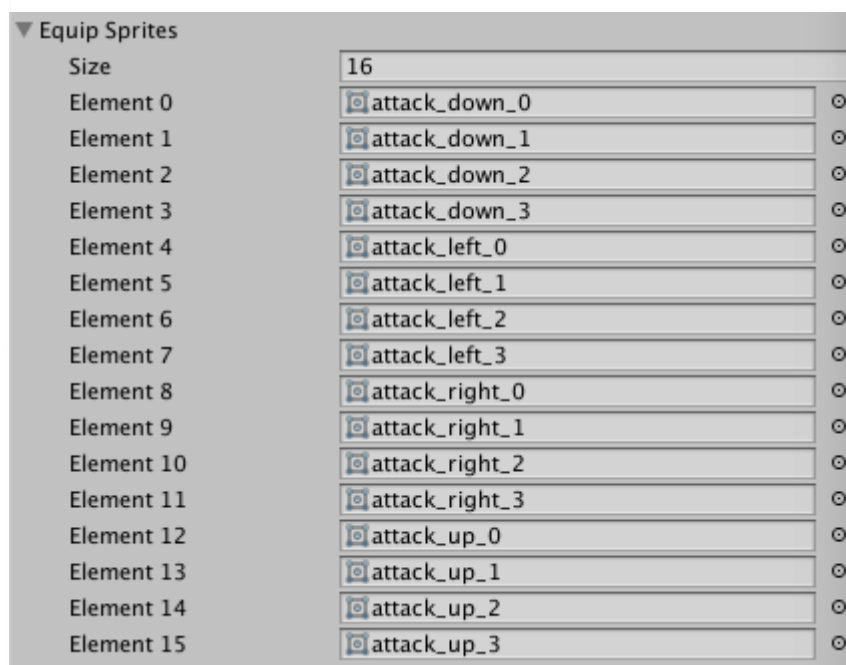 Equip Sprites
Size 16
Element 0 attack_down_0
Element 1 attack_down_1
Element 2 attack_down_2
Element 3 attack_down_3
Element 4 attack_left_0
Element 5 attack_left_1
Element 6 attack_left_2
Element 7 attack_left_3
Element 8 attack_right_0
Element 9 attack_right_1
Element 10 attack_right_2
Element 11 attack_right_3
Element 12 attack_up_0
Element 13 attack_up_1
Element 14 attack_up_2
Element 15 attack_up_3